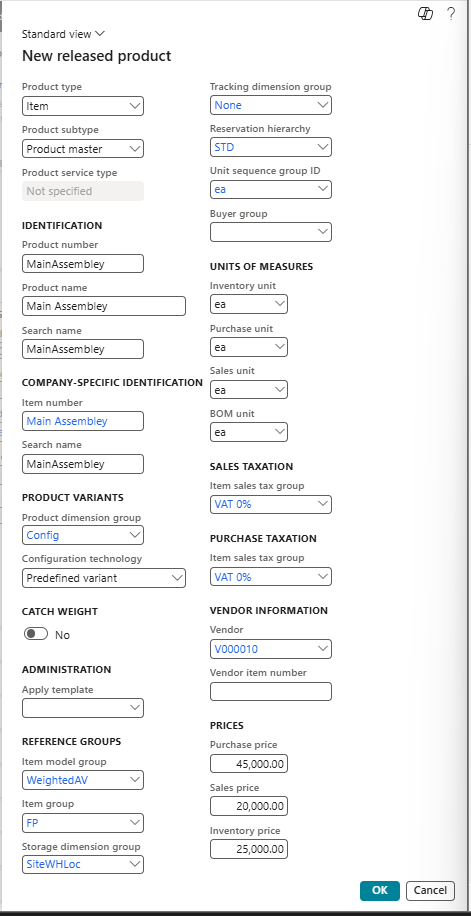 Standard view
New released product
Product type
Item
Product subtype
Product master
Product service type
Not specified
IDENTIFICATION
Product number
MainAssembley
Product name
Main Assembley
Search name
MainAssembley
COMPANY-SPECIFIC IDENTIFICATION
Item number
Main Assembley
Search name
MainAssembley
PRODUCT VARIANTS
Product dimension group
Config
Configuration technology
Predefined variant
CATCH WEIGHT
No
ADMINISTRATION
Apply template
REFERENCE GROUPS
Item model group
WeightedAV
Item group
FP
Storage dimension group
SiteWHLoc
Tracking dimension group
None
Reservation hierarchy
STD
Unit sequence group ID
ea
Buyer group
UNITS OF MEASURES
Inventory unit
ea
Purchase unit
ea
Sales unit
ea
BOM unit
ea
SALES TAXATION
Item sales tax group
VAT 0%
PURCHASE TAXATION
Item sales tax group
VAT 0%
VENDOR INFORMATION
Vendor
V000010
Vendor item number
PRICES
Purchase price
45,000.00
Sales price
20,000.00
Inventory price
25,000.00
OK
Cancel